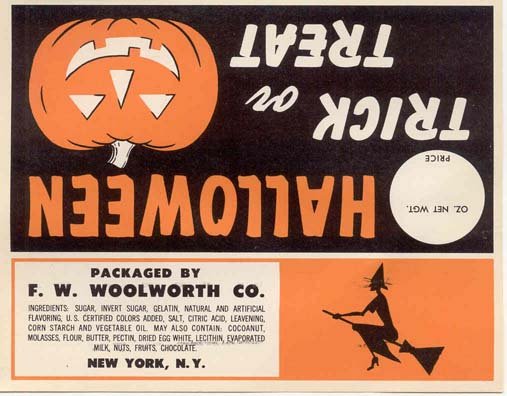 HALLOWEEN
OZ. NET WGT.
PRICE
TRICK or
TREAT
PACKAGED BY
F. W. WOOLWORTH CO.
INGREDIENTS: SUGAR, INVERT SUGAR, GELATIN, NATURAL AND ARTIFICIAL
FLAVORING, U. S. CERTIFIED COLORS ADDED, SALT, CITRIC ACID, LEAVENING,
CORN STARCH AND VEGETABLE OIL. MAY ALSO CONTAIN: COCOANUT,
MOLASSES, FLOUR, BUTTER, PECTIN, DRIED EGG WHITE, LECITHIN, EVAPORATED
MILK, NUTS, FRUITS, CHOCOLATE.
NEW YORK, N.Y.